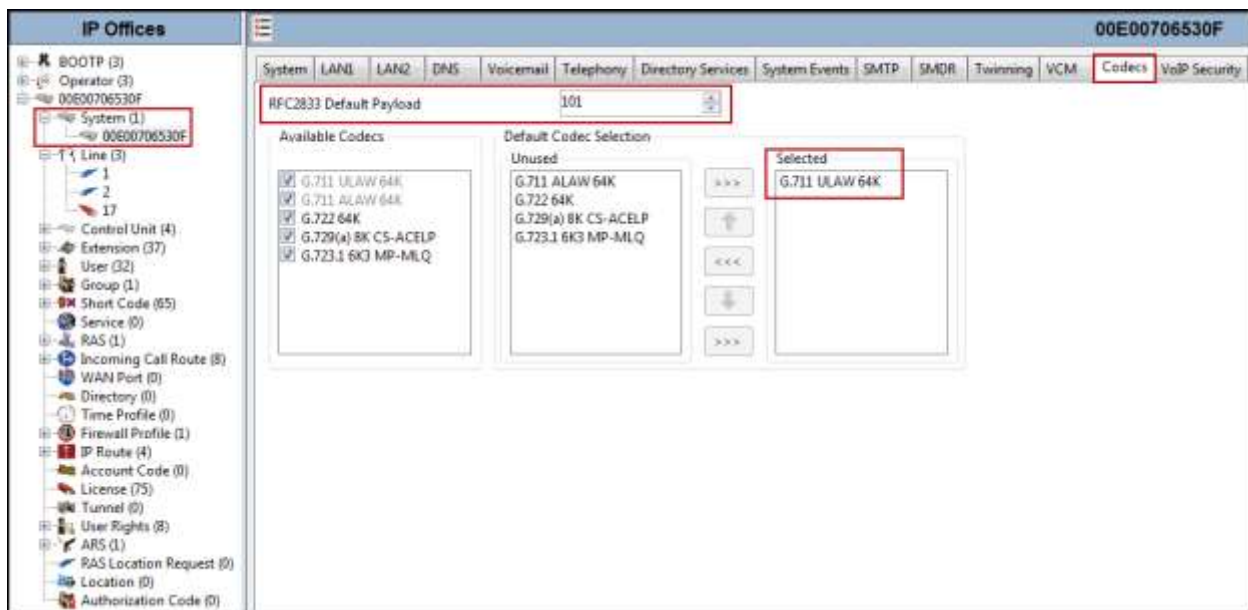 IP Offices
00E00706530F
BOOTP (3)
Operator (3)
00E00706530F
System (1)
00E00706530F
Line (3)
1
2
17
Control Unit (4)
Extension (37)
User (32)
Group (1)
Short Code (65)
Service (0)
RAS (1)
Incoming Call Route (8)
WAN Port (0)
Directory (0)
Time Profile (0)
Firewall Profile (1)
IP Route (4)
Account Code (0)
License (75)
Tunnel (0)
User Rights (8)
ARS (1)
RAS Location Request (0)
Location (0)
Authorization Code (0)
System LAN1 LAN2 DNS Voicemail Telephony Directory Services System Events SMTP SMDR Twinning VCM Codecs VoIP Security
RFC2833 Default Payload 101
Available Codecs
G.711 ULAW 64K
G.711 ALAW 64K
G.722 64K
G.729(a) 8K CS-ACELP
G.723.1 6K3 MP-MLQ
Default Codec Selection
Unused
G.711 ALAW 64K
G.722 64K
G.729(a) 8K CS-ACELP
G.723.1 6K3 MP-MLQ
>>>
<<<
>>>
Selected
G.711 ULAW 64K